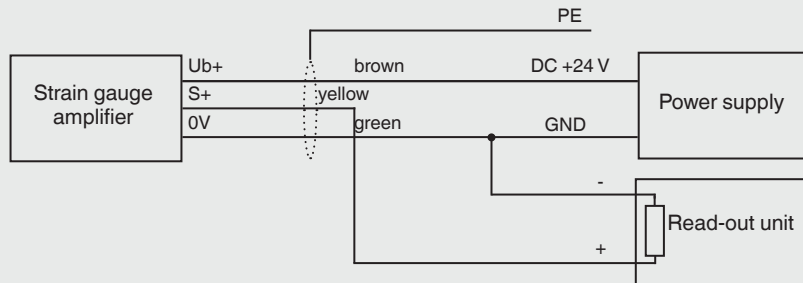 PE
Ub+ brown DC +24 V
Strain gauge
amplifier
S+ yellow
Power supply
0V green GND
-
Read-out unit
+